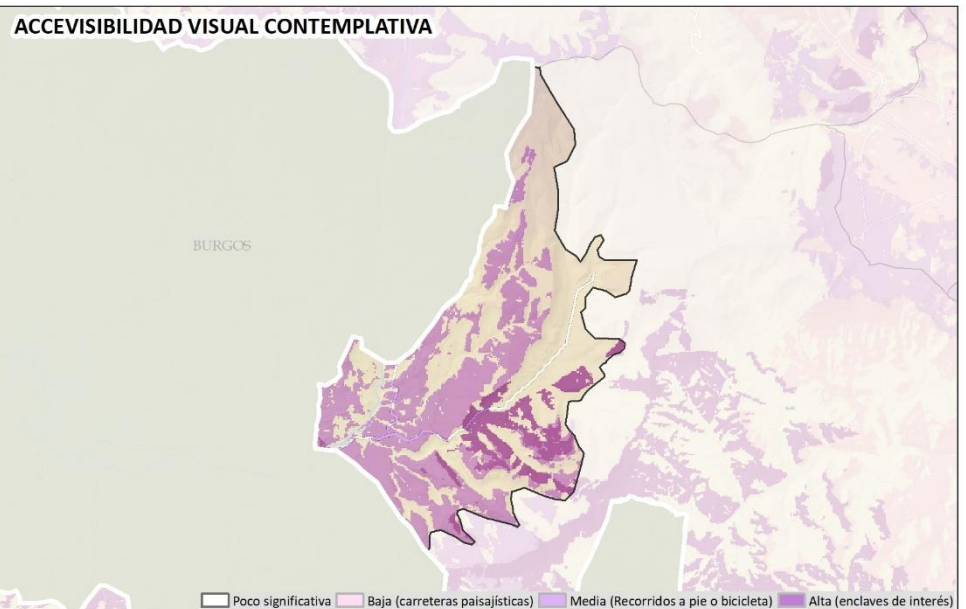 ACCEVISIBILIDAD VISUAL CONTEMPLATIVA
BURGOS
Poco significativa Baja (carreteras paisajísticas) Media (Recorridos a pie o bicicleta) Alta (enclaves de interés)